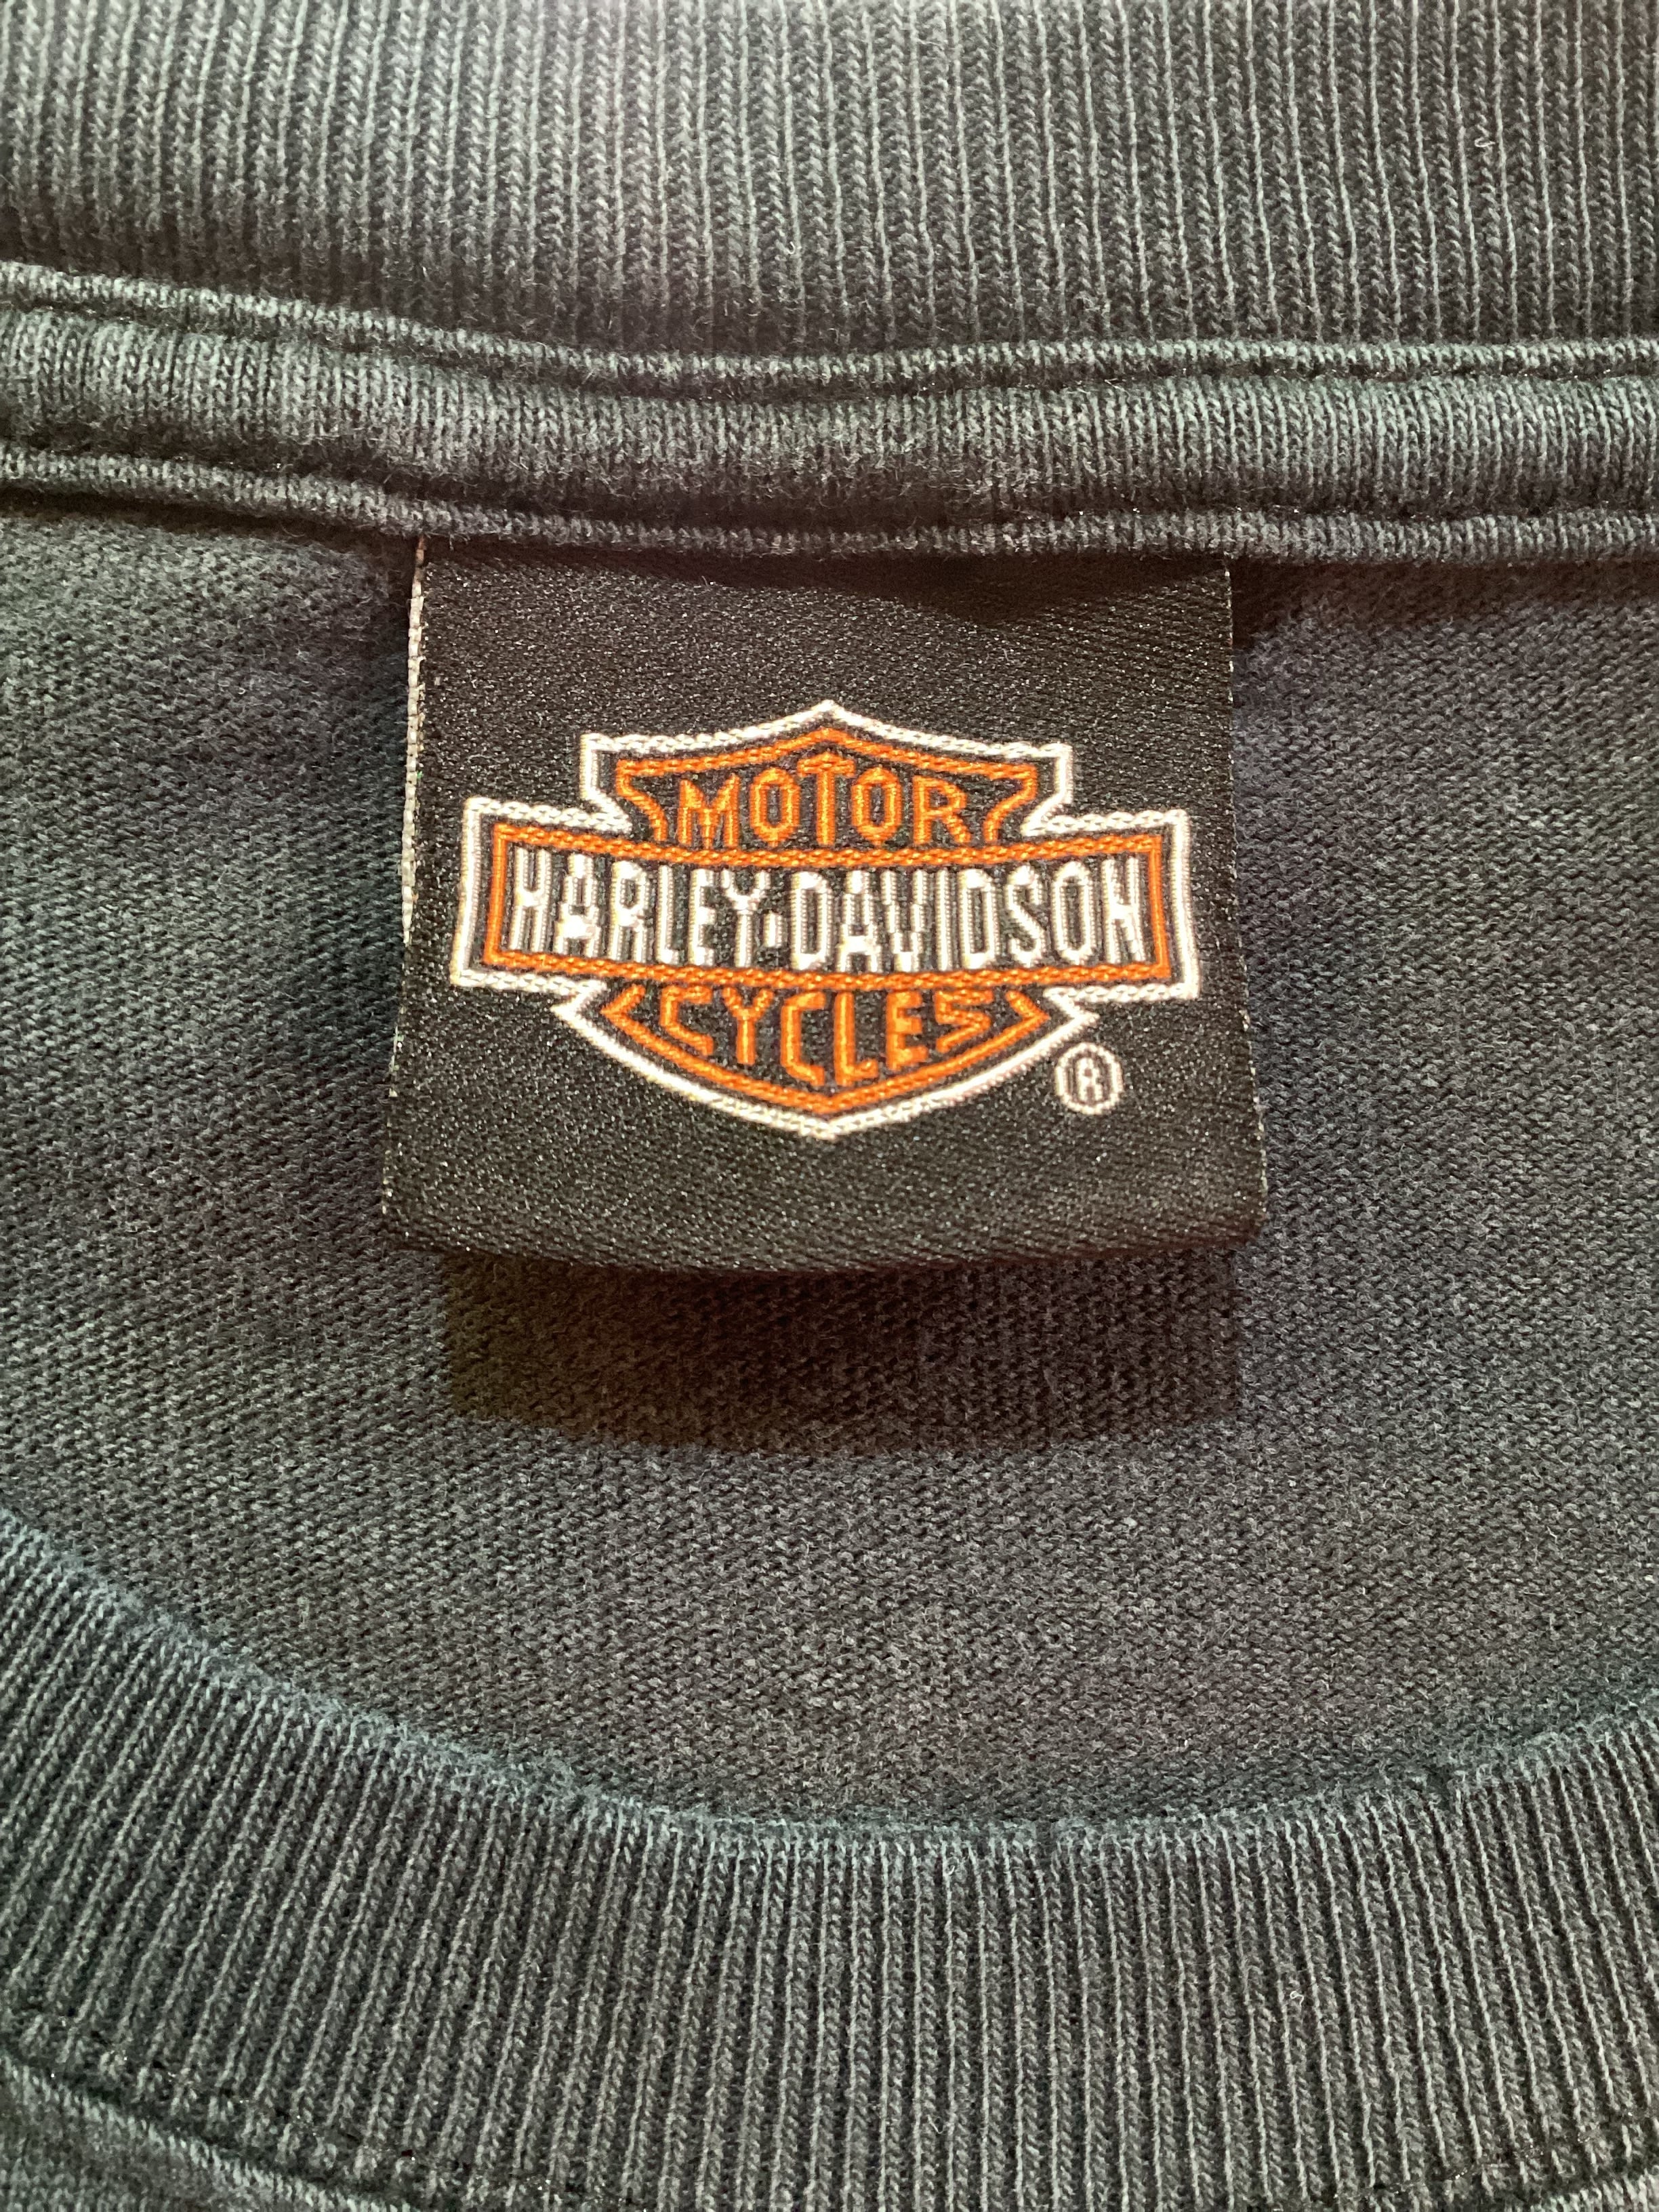 MOTOR
HARLEY-DAVIDSON
CYCLES
®